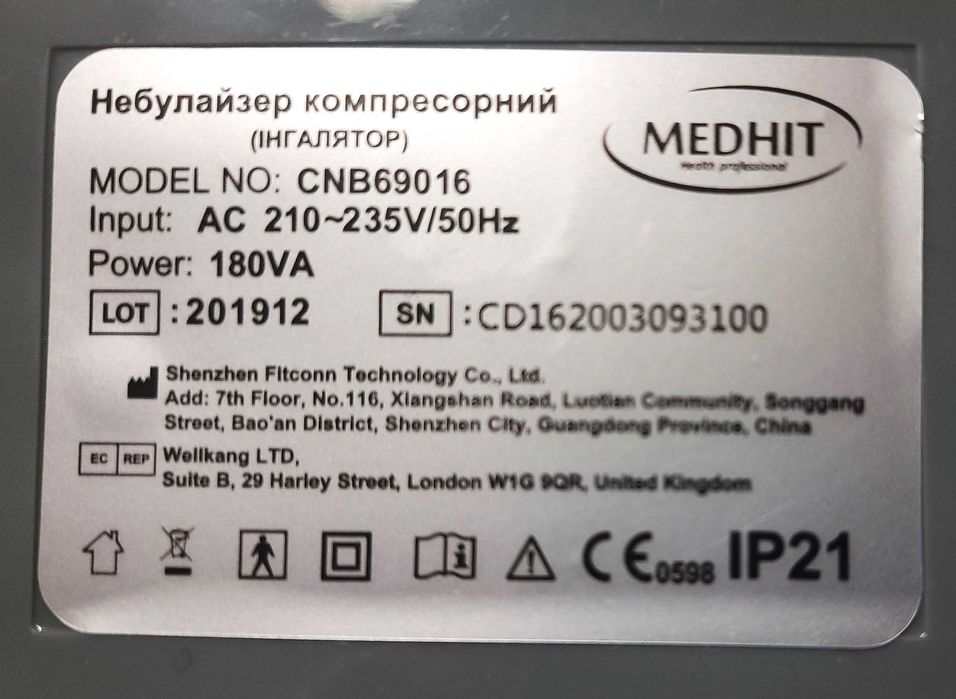 Небулайзер компресорний
(ІНГАЛЯТОР)
MEDHIT
Health professional
MODEL NO: CNB69016
Input: AC 210~235V/50Hz
Power: 180VA
LOT : 201912
SN : CD162003093100
Shenzhen Fitconn Technology Co., Ltd.
Add: 7th Floor, No.116, Xiangshan Road, Luotian Community, Songgang
Street, Bao'an District, Shenzhen City, Guangdong Province, China
EC REP Wellkang LTD,
Suite B, 29 Harley Street, London W1G 9QR, United Kingdom
CE 0598 IP21